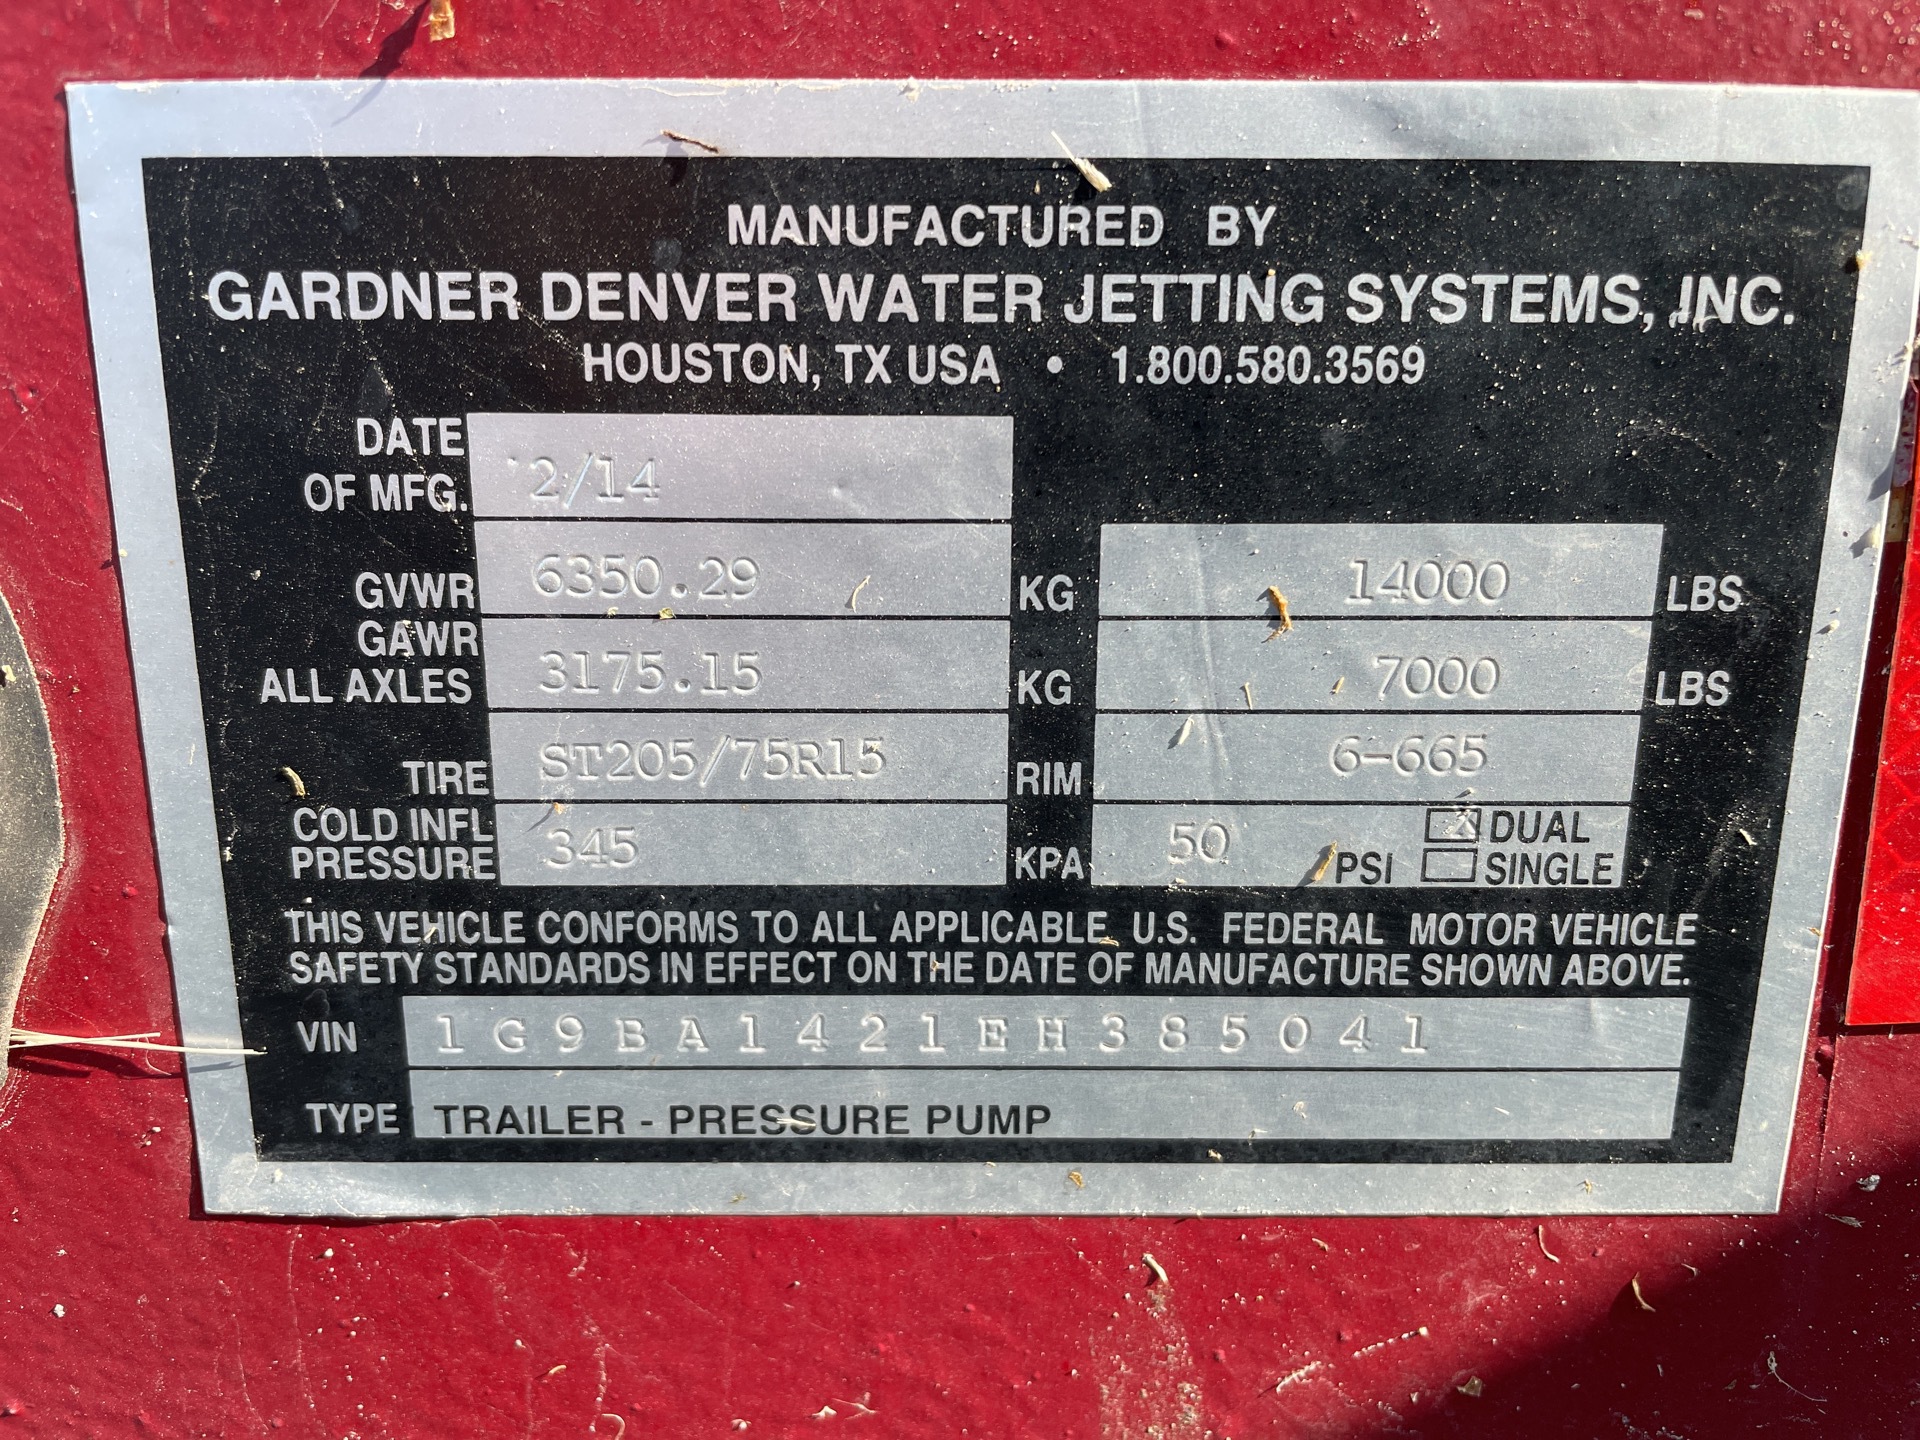 MANUFACTURED BY
GARDNER DENVER WATER JETTING SYSTEMS, INC.
HOUSTON, TX USA • 1.800.580.3569
DATE OF MFG. 2/14
GVWR 6350.29 KG 14000 LBS
GAWR ALL AXLES 3175.15 KG 7000 LBS
TIRE ST205/75R15 RIM 6-665
COLD INFL PRESSURE 345 KPA 50 PSI X DUAL SINGLE
THIS VEHICLE CONFORMS TO ALL APPLICABLE U.S. FEDERAL MOTOR VEHICLE
SAFETY STANDARDS IN EFFECT ON THE DATE OF MANUFACTURE SHOWN ABOVE.
VIN 1G9BA1421EH385041
TYPE TRAILER - PRESSURE PUMP